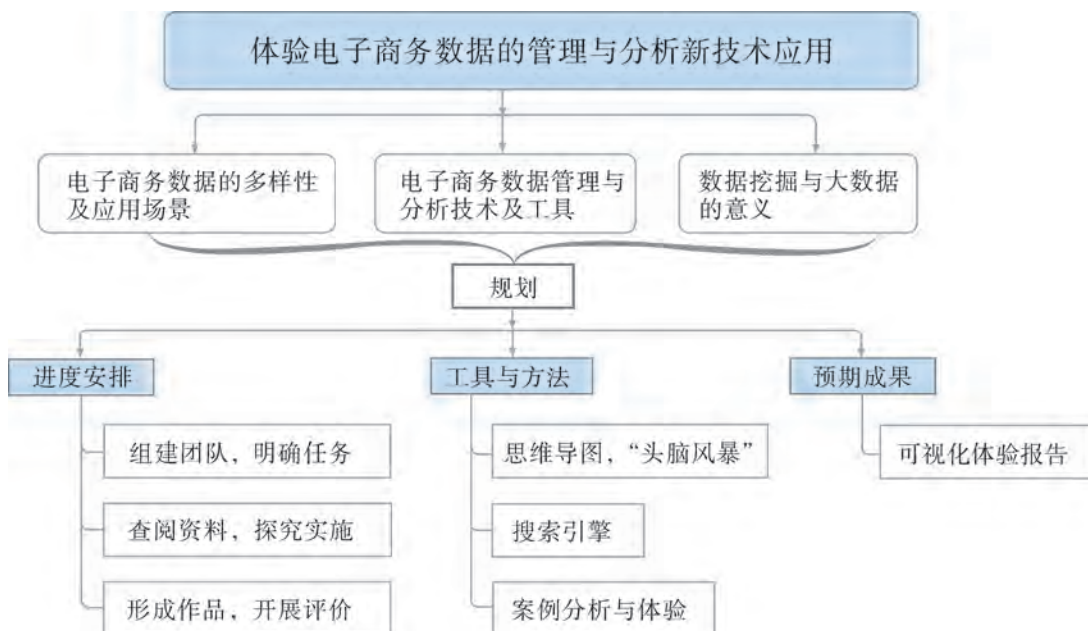 体验电子商务数据的管理与分析新技术应用
电子商务数据的多样性
及应用场景
电子商务数据管理与
分析技术及工具
数据挖掘与大数据
的意义
规划
进度安排
工具与方法
预期成果
组建团队，明确任务
思维导图，“头脑风暴”
可视化体验报告
查阅资料，探究实施
搜索引擎
形成作品，开展评价
案例分析与体验